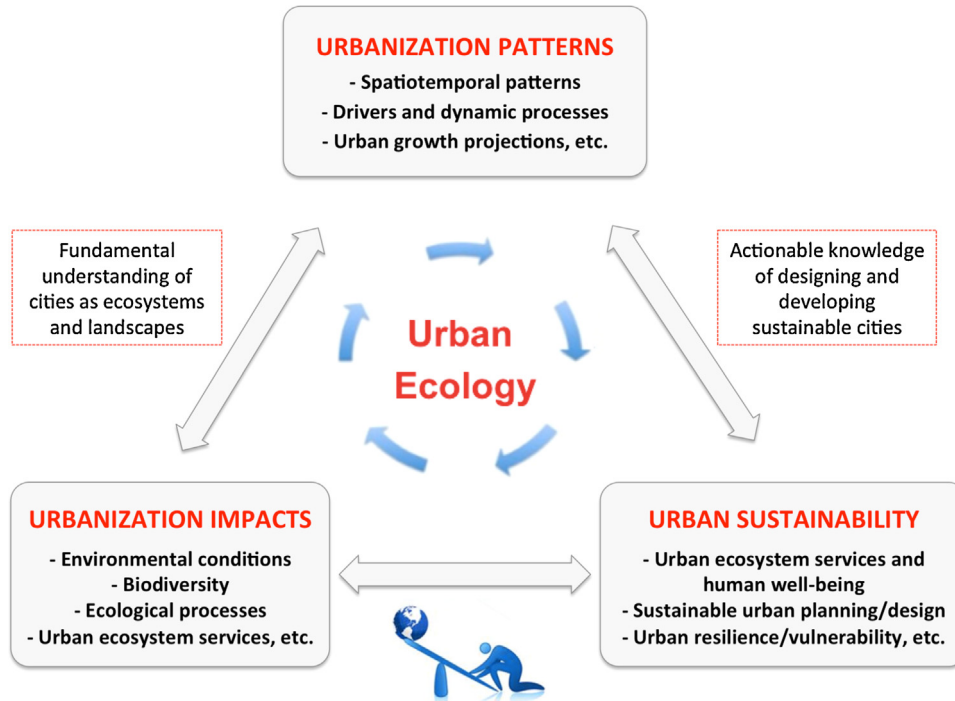 URBANIZATION PATTERNS
- Spatiotemporal patterns
- Drivers and dynamic processes
- Urban growth projections, etc.
Fundamental
understanding of
cities as ecosystems
and landscapes
Actionable knowledge
of designing and
developing
sustainable cities
Urban
Ecology
URBANIZATION IMPACTS
- Environmental conditions
- Biodiversity
- Ecological processes
- Urban ecosystem services, etc.
URBAN SUSTAINABILITY
- Urban ecosystem services and
human well-being
- Sustainable urban planning/design
- Urban resilience/vulnerability, etc.